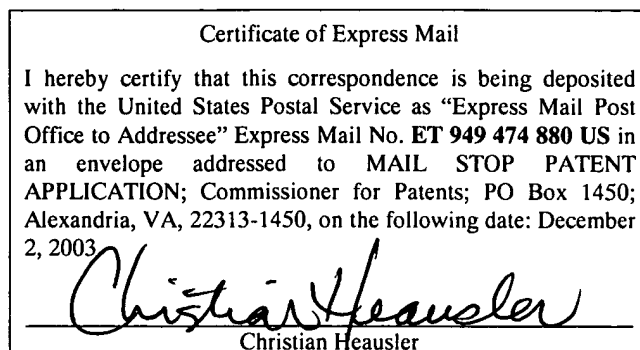 Certificate of Express Mail
I hereby certify that this correspondence is being deposited
with the United States Postal Service as “Express Mail Post
Office to Addressee” Express Mail No. ET 949 474 880 US in
an envelope addressed to MAIL STOP PATENT
APPLICATION; Commissioner for Patents; PO Box 1450;
Alexandria, VA, 22313-1450, on the following date: December
2, 2003
Christian Heausler
Christian Heausler